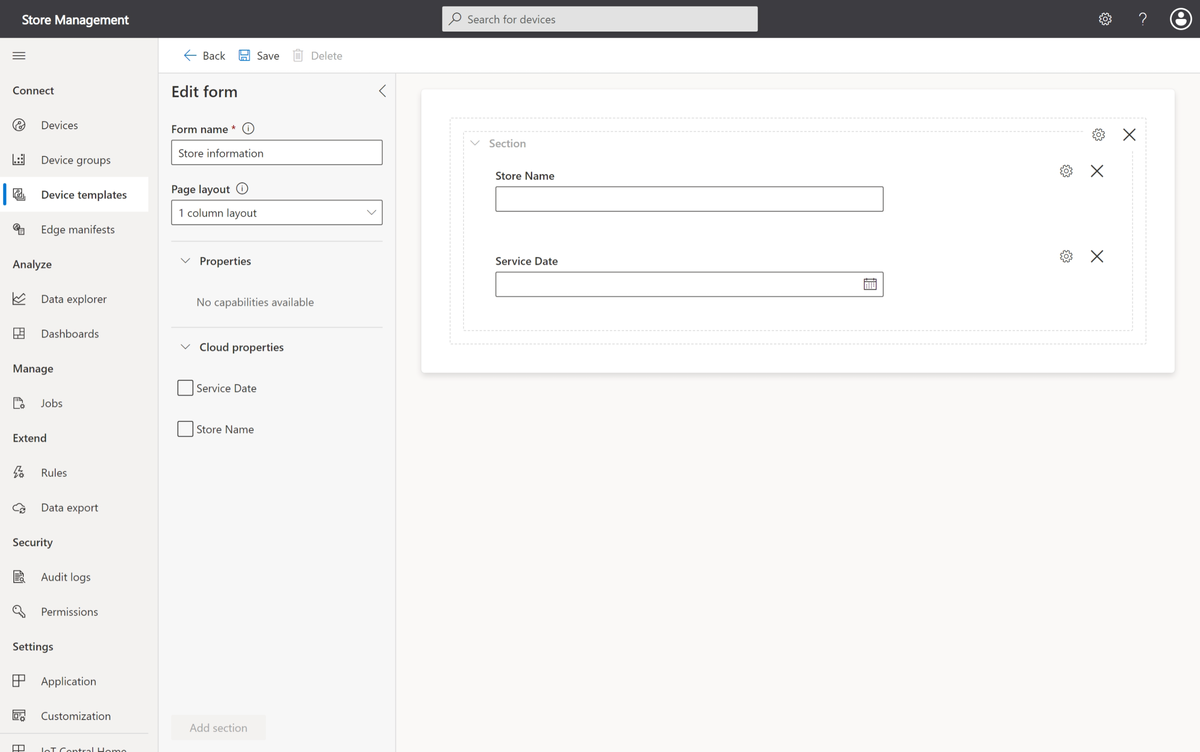 Store Management
Search for devices
?
Back
Save
Delete
Connect
Devices
Device groups
Device templates
Edge manifests
Analyze
Data explorer
Dashboards
Manage
Jobs
Extend
Rules
Data export
Security
Audit logs
Permissions
Settings
Application
Customization
IoT Central Home
Edit form
Form name *
Store information
Page layout
1 column layout
Properties
No capabilities available
Cloud properties
Service Date
Store Name
Add section
Section
Store Name
Service Date